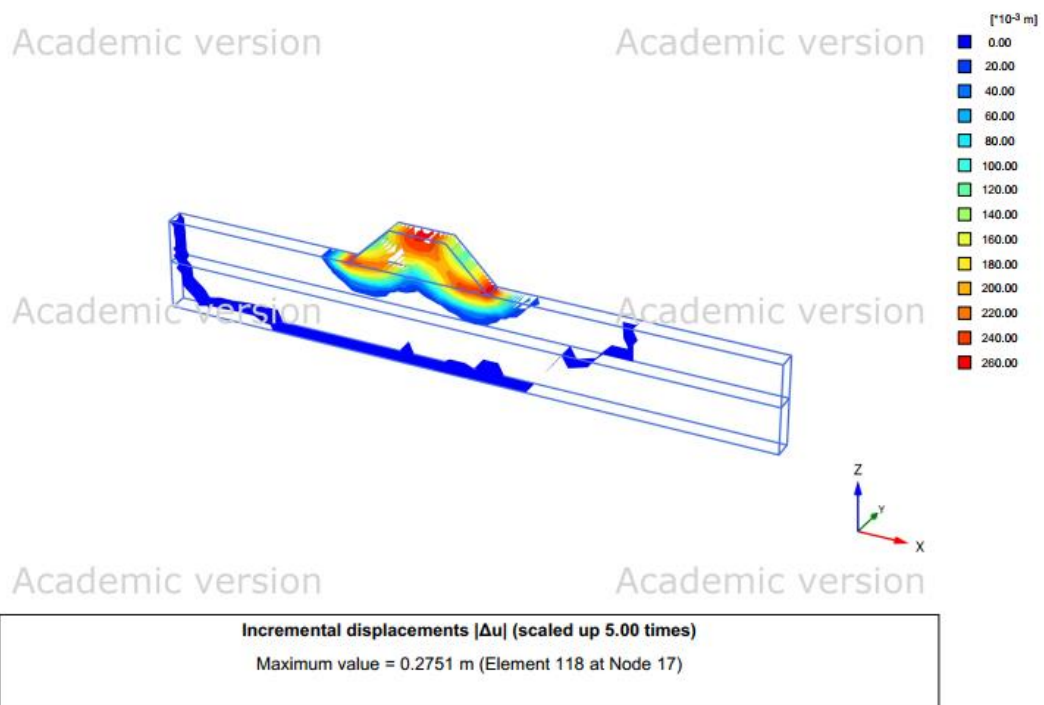 Academic version
Academic version
[*10⁻³ m]
0.00
20.00
40.00
60.00
80.00
100.00
120.00
140.00
160.00
180.00
200.00
220.00
240.00
260.00
Academic version
Academic version
Z
Y
X
Academic version
Academic version
Incremental displacements |Δu| (scaled up 5.00 times)
Maximum value = 0.2751 m (Element 118 at Node 17)